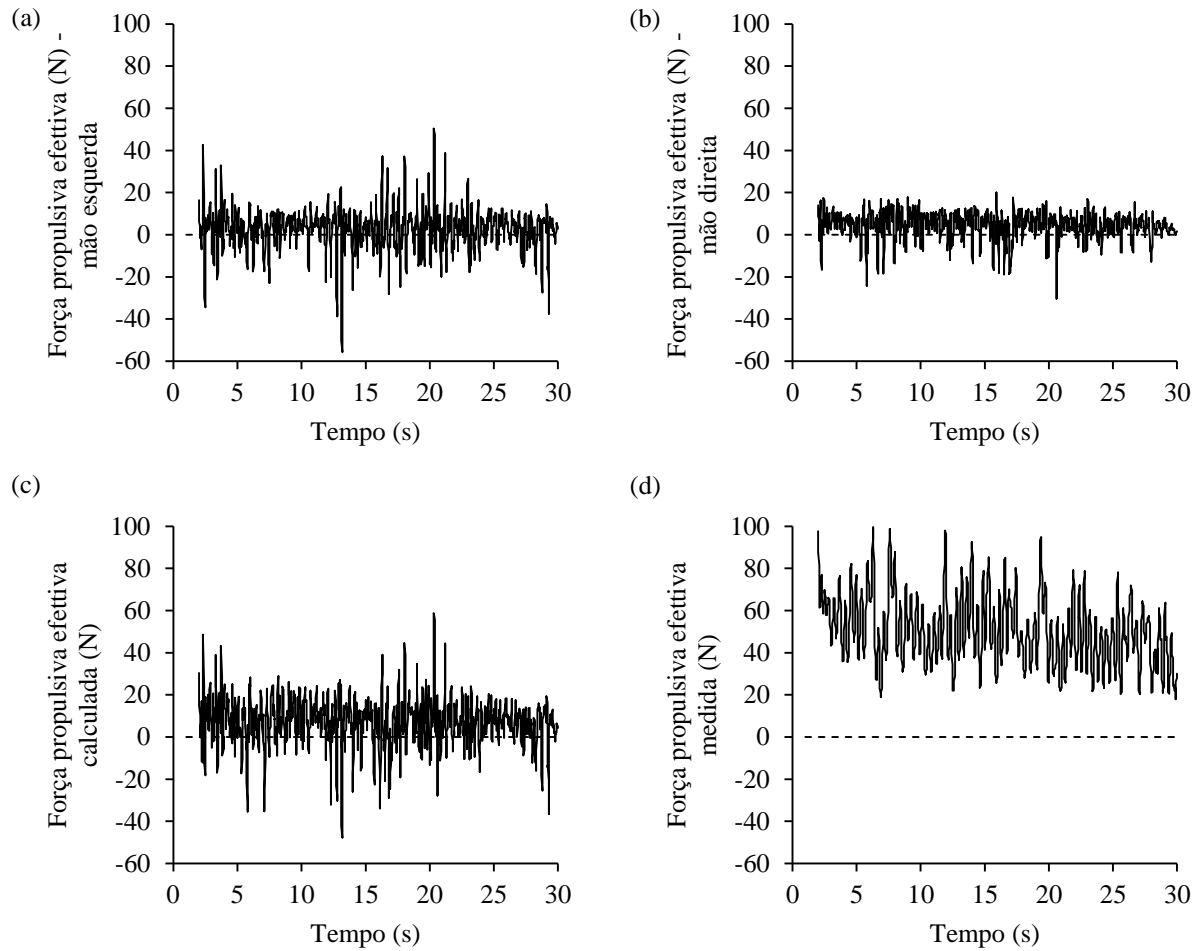 (a)
Força propulsiva efetiva (N) -
mão esquerda
100
80
60
40
20
0
-20
-40
-60
0 5 10 15 20 25 30
Tempo (s)
(b)
Força propulsiva efetiva (N) -
mão direita
100
80
60
40
20
0
-20
-40
-60
0 5 10 15 20 25 30
Tempo (s)
(c)
Força propulsiva efettiva
calculada (N)
100
80
60
40
20
0
-20
-40
-60
0 5 10 15 20 25 30
Tempo (s)
(d)
Força propulsiva efettiva
medida (N)
100
80
60
40
20
0
-20
-40
-60
0 5 10 15 20 25 30
Tempo (s)